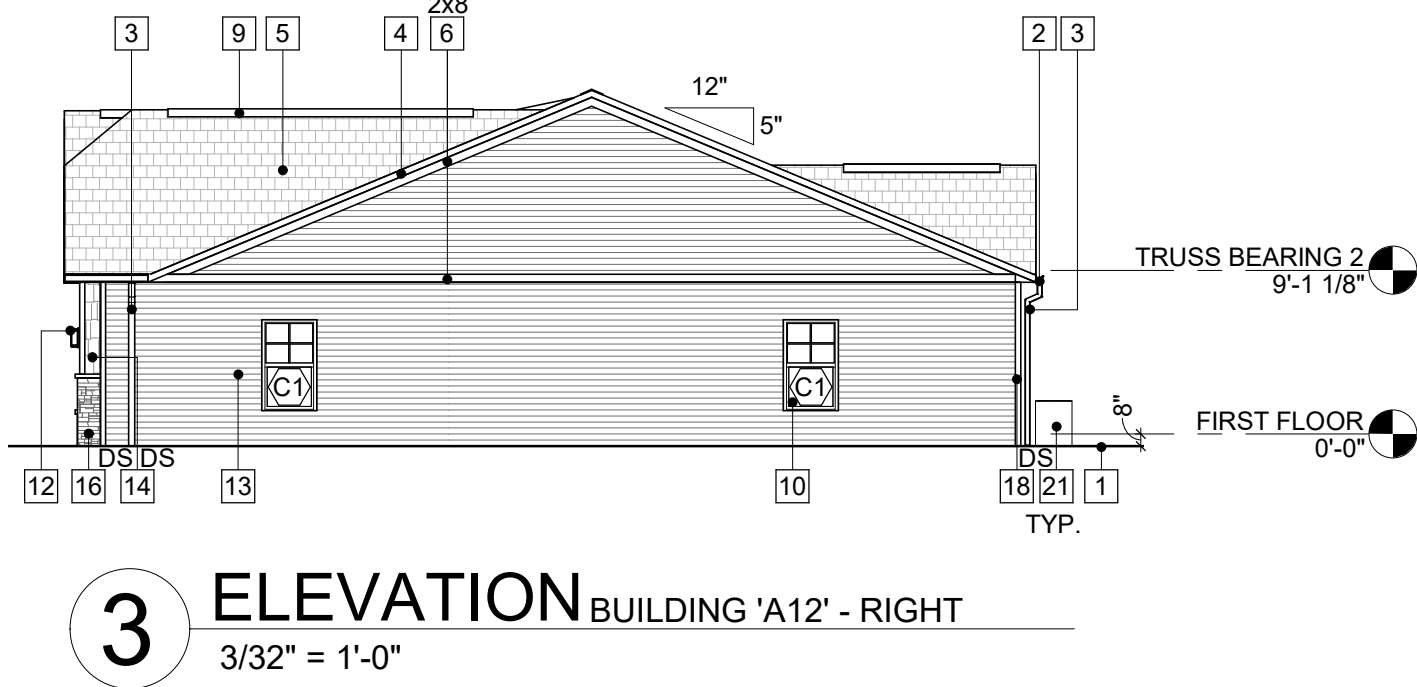 2x8
3 9 5 4 6 2 3
12"
5"
TRUSS BEARING 2
9'-1 1/8"
C1 C1
8"
FIRST FLOOR
0'-0"
DS DS DS
12 16 14 13 10 18 21 1
TYP.
3 ELEVATION BUILDING 'A12' - RIGHT
3/32" = 1'-0"